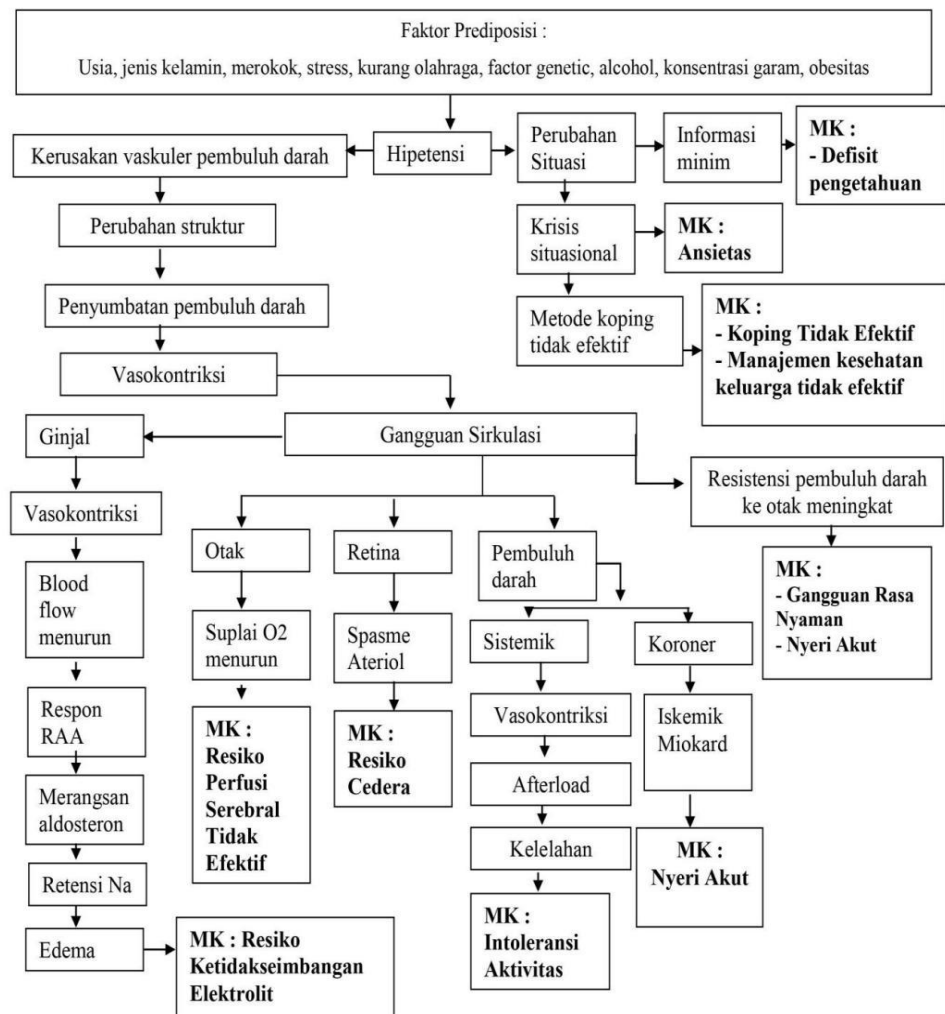 Faktor Prediposisi :
Usia, jenis kelamin, merokok, stress, kurang olahraga, factor genetic, alcohol, konsentrasi garam, obesitas
Kerusakan vaskuler pembuluh darah
Hipetensi
Perubahan
Situasi
Informasi
minim
MK :
- Defisit
pengetahuan
Perubahan struktur
Krisis
situasional
MK :
Ansietas
Penyumbatan pembuluh darah
Metode koping
tidak efektif
MK :
- Koping Tidak Efektif
- Manajemen kesehatan
keluarga tidak efektif
Vasokontriksi
Gangguan Sirkulasi
Ginjal
Resistensi pembuluh darah
ke otak meningkat
MK :
- Gangguan Rasa
Nyaman
- Nyeri Akut
Vasokontriksi
Blood
flow
menurun
Respon
RAA
Merangsan
aldosteron
Retensi Na
Edema
MK : Resiko
Ketidakseimbangan
Elektrolit
Otak
Suplai O2
menurun
MK :
Resiko
Perfusi
Serebral
Tidak
Efektif
Retina
Spasme
Ateriol
MK :
Resiko
Cedera
Pembuluh
darah
Sistemik
Vasokontriksi
Afterload
Kelelahan
MK :
Intoleransi
Aktivitas
Koroner
Iskemik
Miokard
MK :
Nyeri Akut